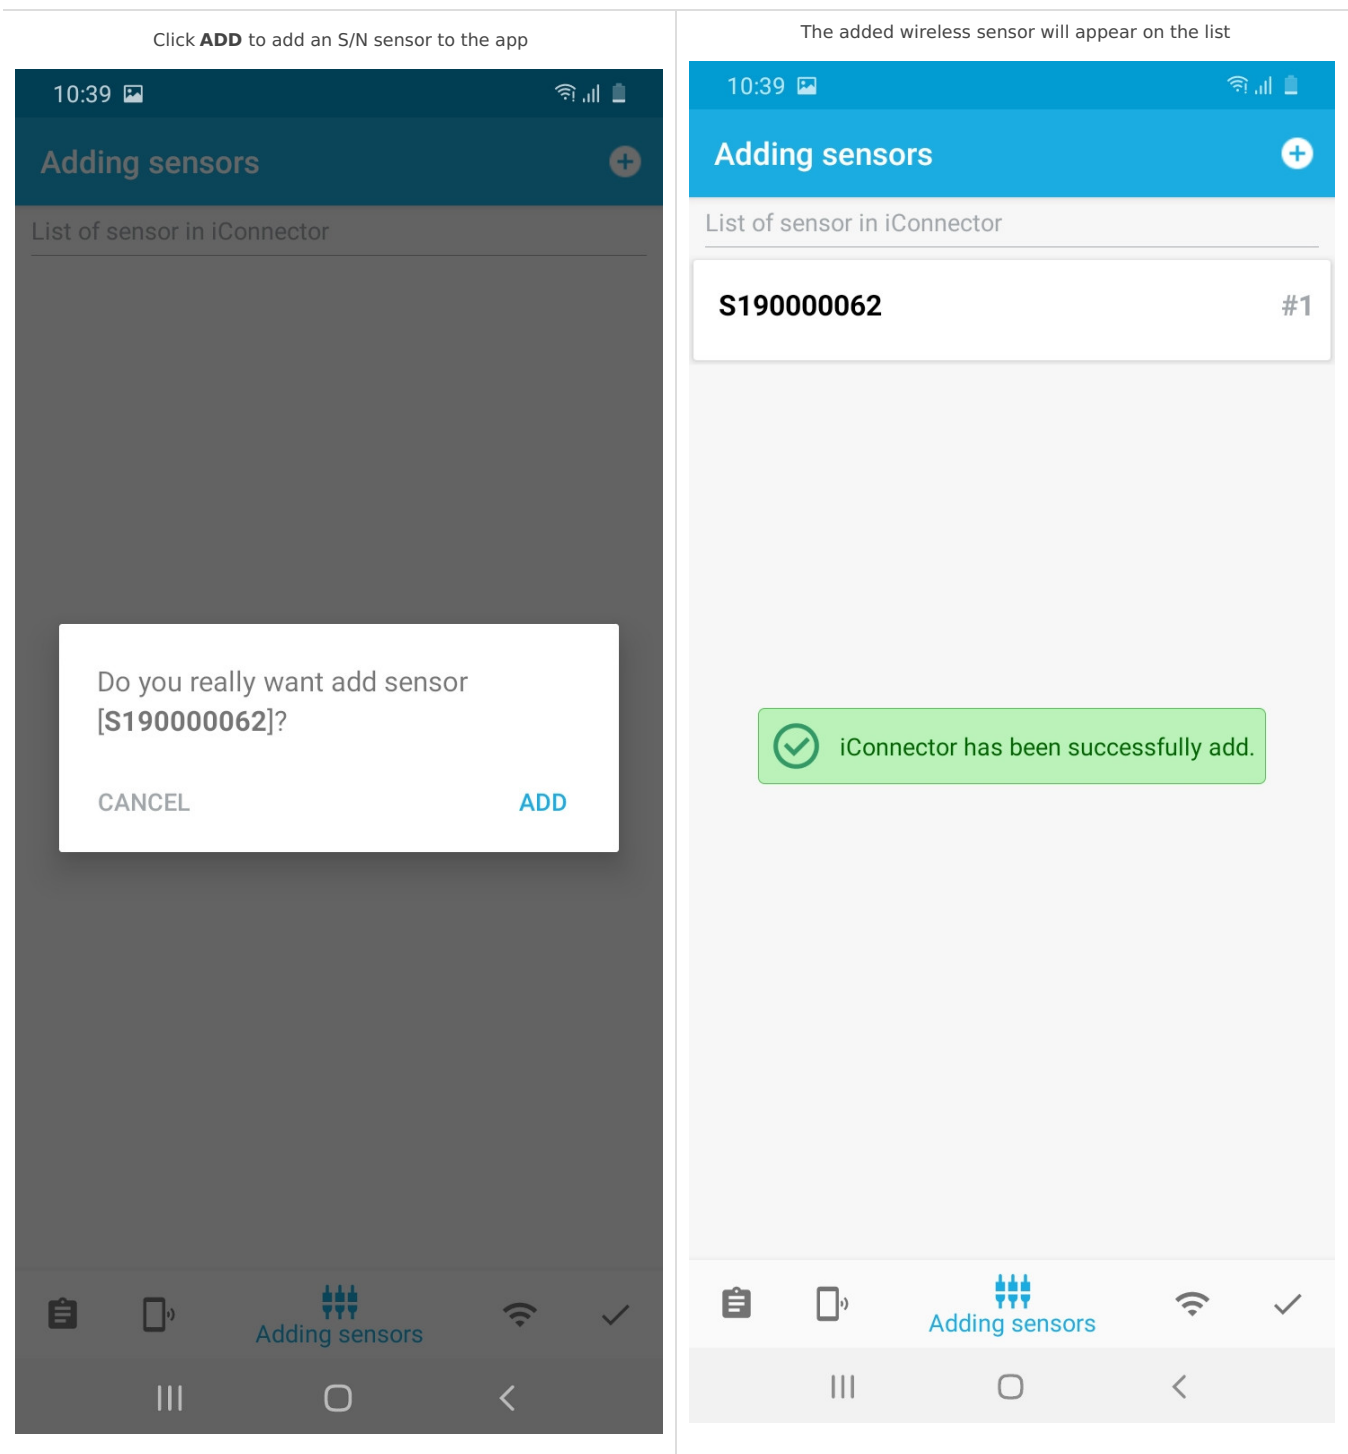 Click ADD to add an S/N sensor to the app
10:39
Adding sensors
List of sensor in iConnector
Do you really want add sensor
[S190000062]?
CANCEL ADD
Adding sensors
The added wireless sensor will appear on the list
10:39
Adding sensors
List of sensor in iConnector
S190000062 #1
iConnector has been successfully add.
Adding sensors